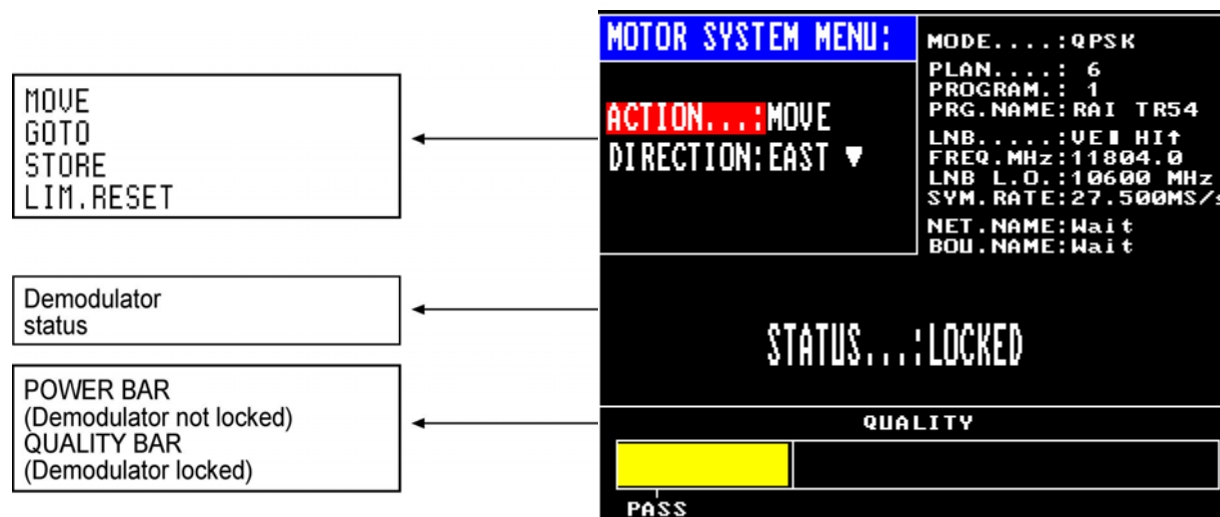 MOVE
GOTO
STORE
LIM.RESET
Demodulator
status
POWER BAR
(Demodulator not locked)
QUALITY BAR
(Demodulator locked)
MOTOR SYSTEM MENU:
ACTION...:MOVE
DIRECTION:EAST ▼
MODE....:QPSK
PLAN....: 6
PROGRAM.: 1
PRG.NAME:RAI TR54
LNB.....:VE▮ HI↑
FREQ.MHz:11804.0
LNB L.O.:10600 MHz
SYM.RATE:27.500MS/s
NET.NAME:Wait
BOU.NAME:Wait
STATUS...:LOCKED
QUALITY
PASS